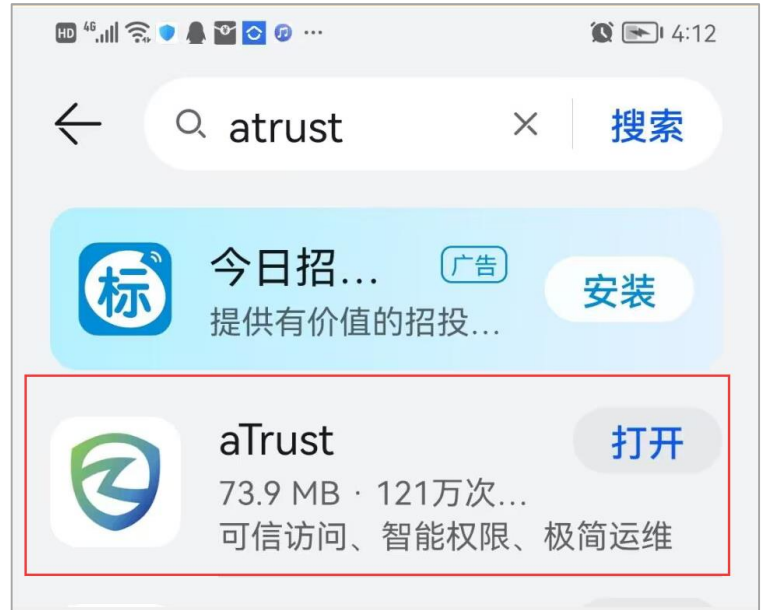 HD 4G 4:12
atrust 搜索
今日招... 广告
提供有价值的招投...
安装
标
aTrust
打开
73.9 MB · 121万次...
可信访问、智能权限、极简运维